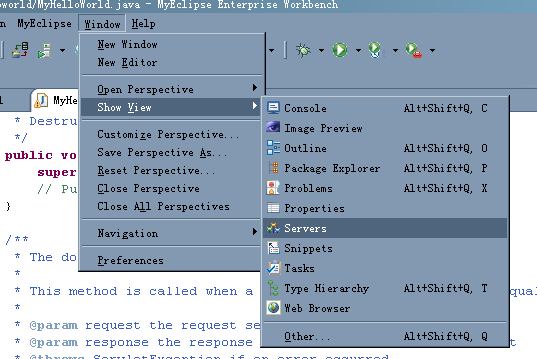 oworld/MyHelloWorld.java - MyEclipse Enterprise Workbench
MyEclipse Window Help
New Window
New Editor
Open Perspective
Show View
Customize Perspective...
Save Perspective As...
Reset Perspective...
Close Perspective
Close All Perspectives
Navigation
Preferences
Console Alt+Shift+Q, C
Image Preview
Outline Alt+Shift+Q, O
Package Explorer Alt+Shift+Q, P
Problems Alt+Shift+Q, X
Properties
Servers
Snippets
Tasks
Type Hierarchy Alt+Shift+Q, T
Web Browser
Other... Alt+Shift+Q, Q
MyHe
* Destru
*/
public vo
super
// Pu
}
/**
* The do
*
* This method is called when a
*
* @param request the request se
* @param response the response
* @throws ServletException if an error occurred